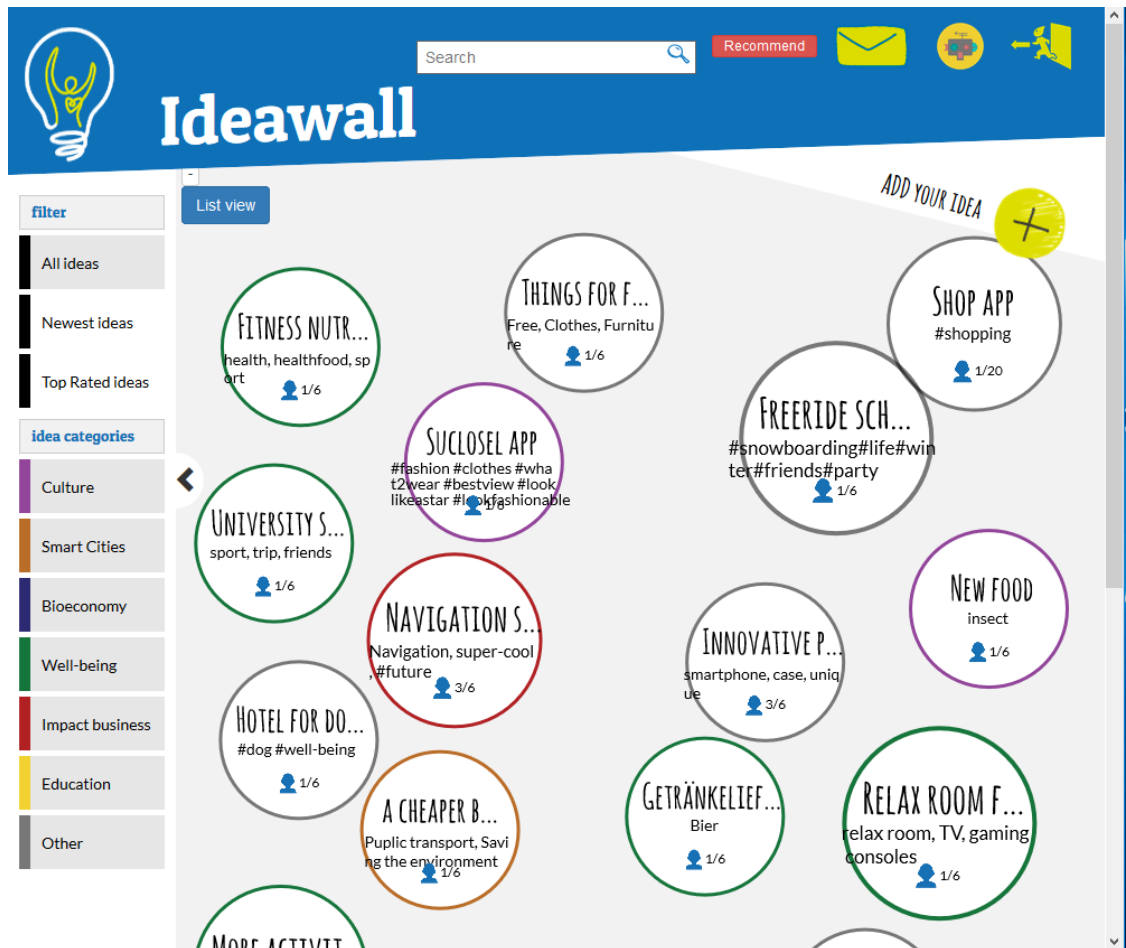 Search
Recommend
Ideawall
-
List view
ADD YOUR IDEA
filter
All ideas
Newest ideas
Top Rated ideas
idea categories
Culture
Smart Cities
Bioeconomy
Well-being
Impact business
Education
Other
FITNESS NUTR...
health, healthfood, sp
ort
1/6
THINGS FOR F...
Free, Clothes, Furnitu
re
1/6
SHOP APP
#shopping
1/20
SUCLOSEL APP
#fashion #clothes #wha
t2wear #bestview #look
likeastar #lookfashionable
1/6
FREERIDE SCH...
#snowboarding#life#win
ter#friends#party
1/6
UNIVERSITY S...
sport, trip, friends
1/6
NAVIGATION S...
Navigation, super-cool
, #future
3/6
INNOVATIVE P...
smartphone, case, uniq
ue
3/6
NEW FOOD
insect
1/6
HOTEL FOR DO...
#dog #well-being
1/6
A CHEAPER B...
Puplic transport, Savi
ng the environment
1/6
GETRÄNKELIEF...
Bier
1/6
RELAX ROOM F...
relax room, TV, gaming
consoles
1/6
MORE ACTIVIT...